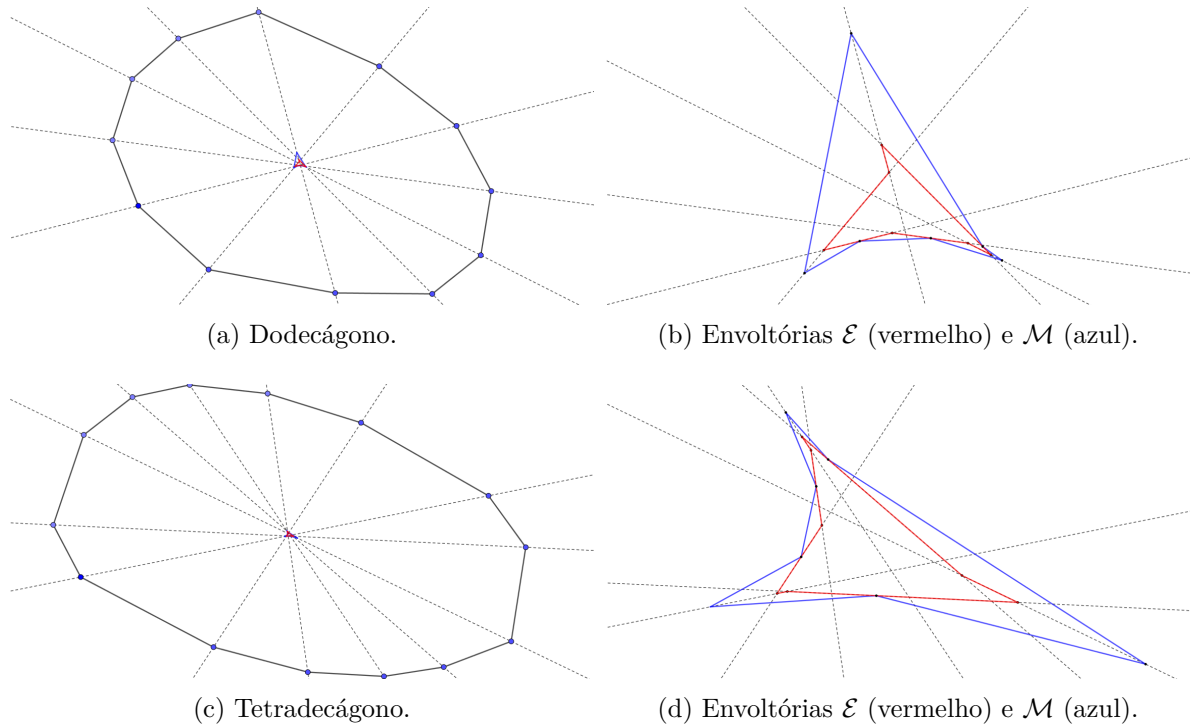 (a) Dodecágono.
(b) Envoltórias ℰ (vermelho) e ℳ (azul).
(c) Tetradecágono.
(d) Envoltórias ℰ (vermelho) e ℳ (azul).